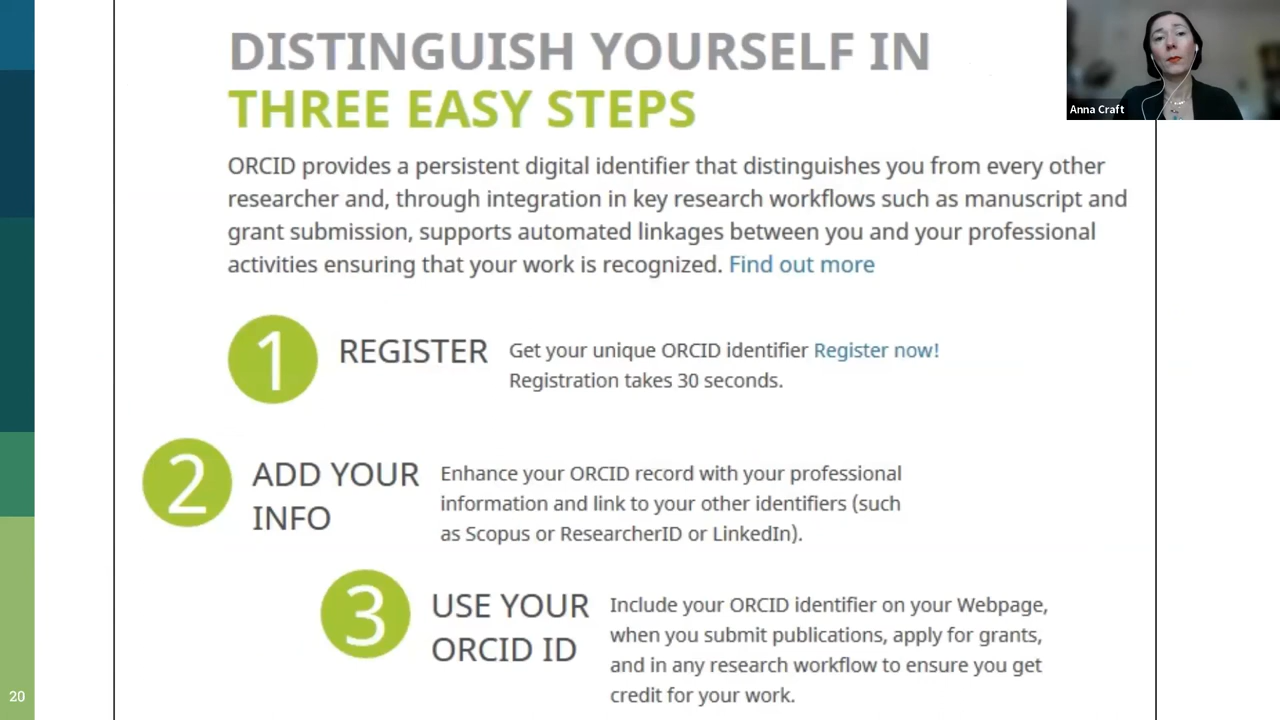 DISTINGUISH YOURSELF IN
THREE EASY STEPS
Anna Craft
ORCID provides a persistent digital identifier that distinguishes you from every other
researcher and, through integration in key research workflows such as manuscript and
grant submission, supports automated linkages between you and your professional
activities ensuring that your work is recognized. Find out more
1
REGISTER
Get your unique ORCID identifier Register now!
Registration takes 30 seconds.
2
ADD YOUR
INFO
Enhance your ORCID record with your professional
information and link to your other identifiers (such
as Scopus or ResearcherID or LinkedIn).
3
USE YOUR
ORCID ID
Include your ORCID identifier on your Webpage,
when you submit publications, apply for grants,
and in any research workflow to ensure you get
credit for your work.
20